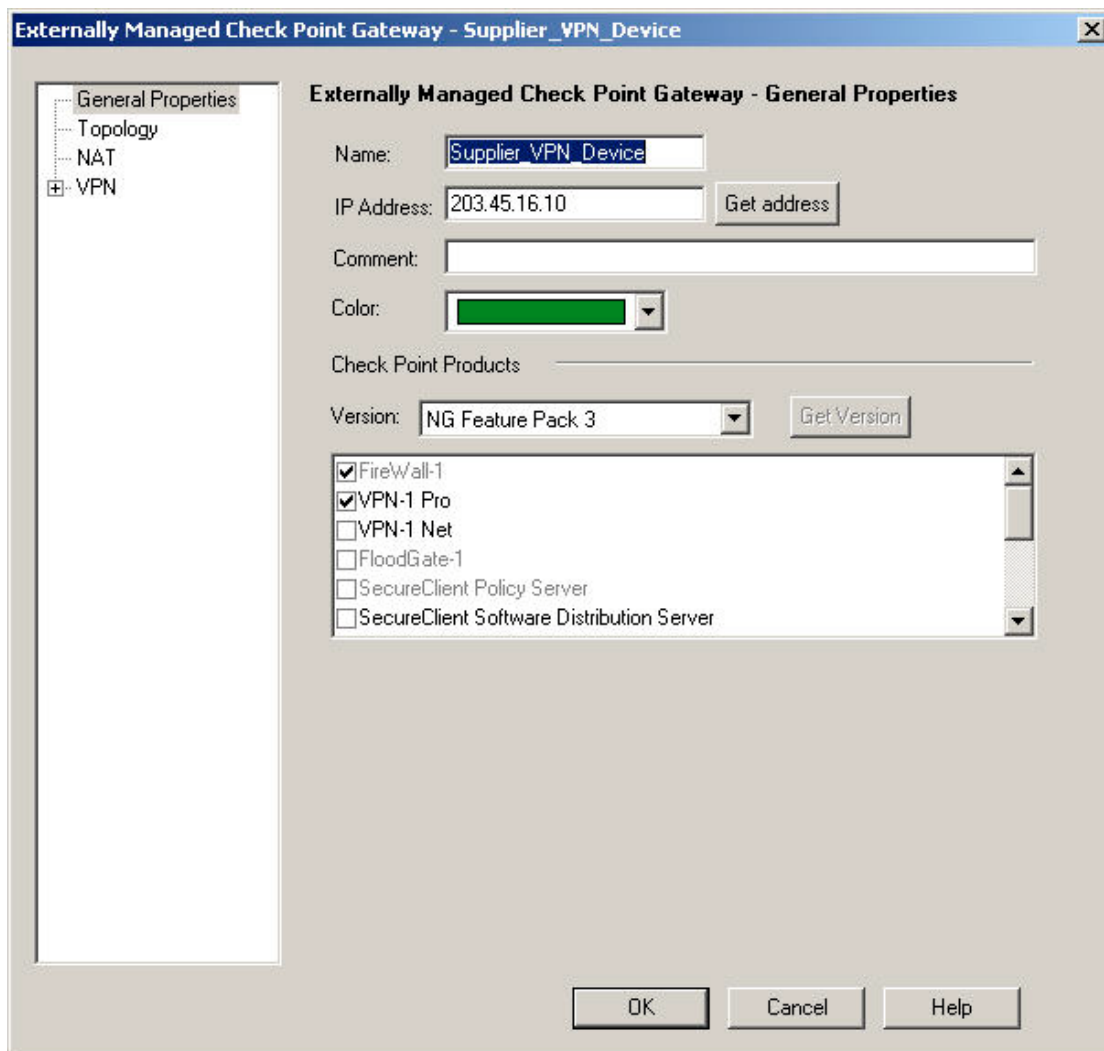 Externally Managed Check Point Gateway - Supplier_VPN_Device
General Properties
Topology
NAT
VPN
Externally Managed Check Point Gateway - General Properties
Name: Supplier_VPN_Device
IP Address: 203.45.16.10 Get address
Comment:
Color:
Check Point Products
Version: NG Feature Pack 3 Get Version
FireWall-1
VPN-1 Pro
VPN-1 Net
FloodGate-1
SecureClient Policy Server
SecureClient Software Distribution Server
OK Cancel Help